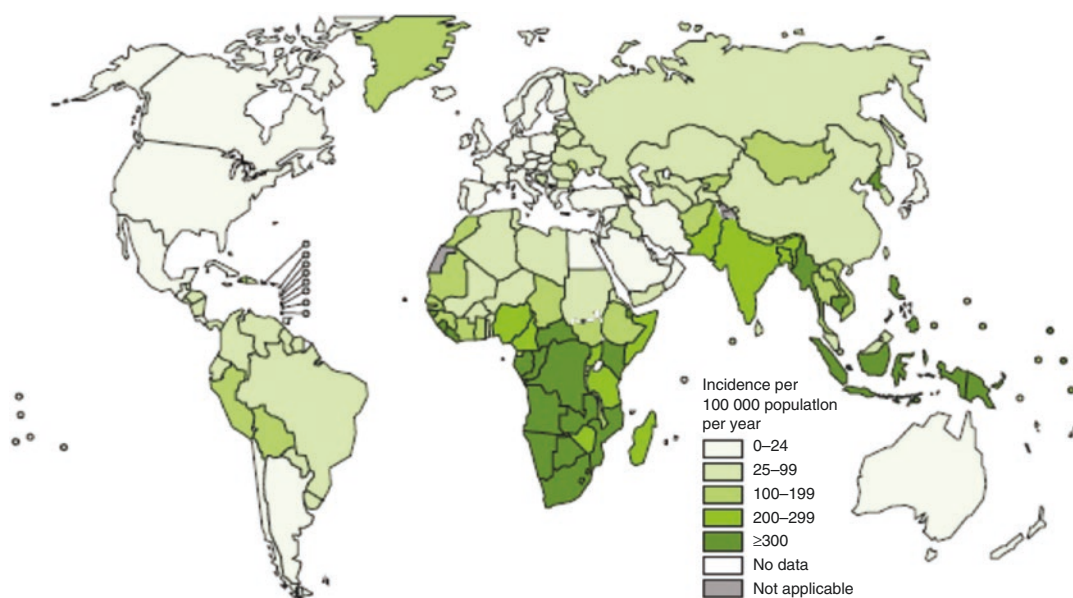 Incidence per
100 000 population
per year
0–24
25–99
100–199
200–299
≥300
No data
Not applicable